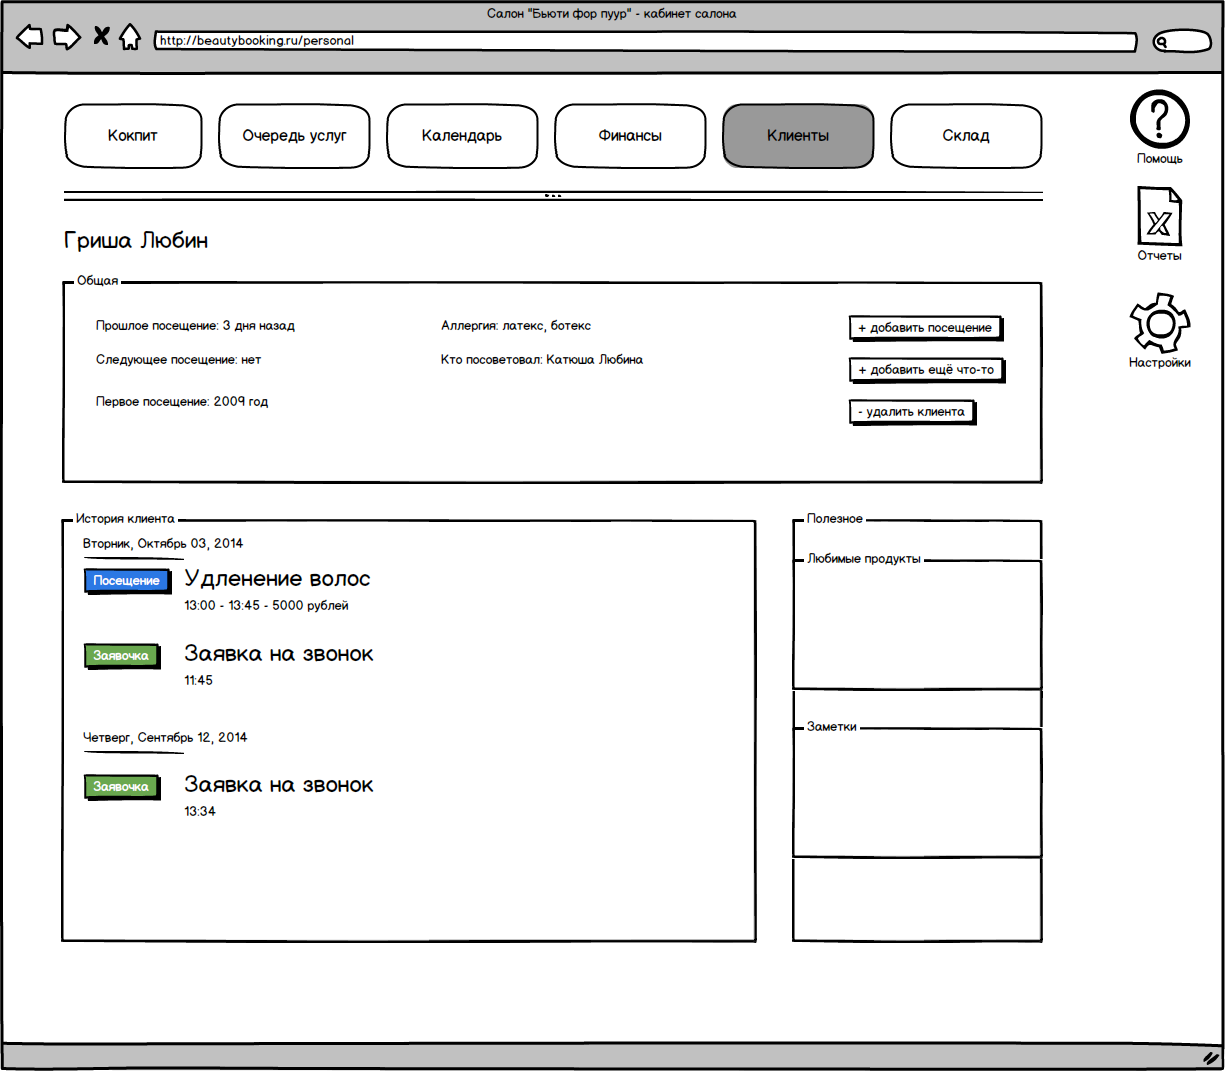 Салон "Бьюти фор пуур" - кабинет салона
http://beautybooking.ru/personal
Кокпит
Очередь услуг
Календарь
Финансы
Клиенты
Склад
Помощь
Отчеты
Настройки
Гриша Любин
Общая
Прошлое посещение: 3 дня назад
Аллергия: латекс, ботекс
+ добавить посещение
Следующее посещение: нет
Кто посоветовал: Катюша Любина
+ добавить ещё что-то
Первое посещение: 2009 год
- удалить клиента
История клиента
Вторник, Октябрь 03, 2014
Посещение
Удленение волос
13:00 - 13:45 - 5000 рублей
Заявочка
Заявка на звонок
11:45
Четверг, Сентябрь 12, 2014
Заявочка
Заявка на звонок
13:34
Полезное
Любимые продукты
Заметки